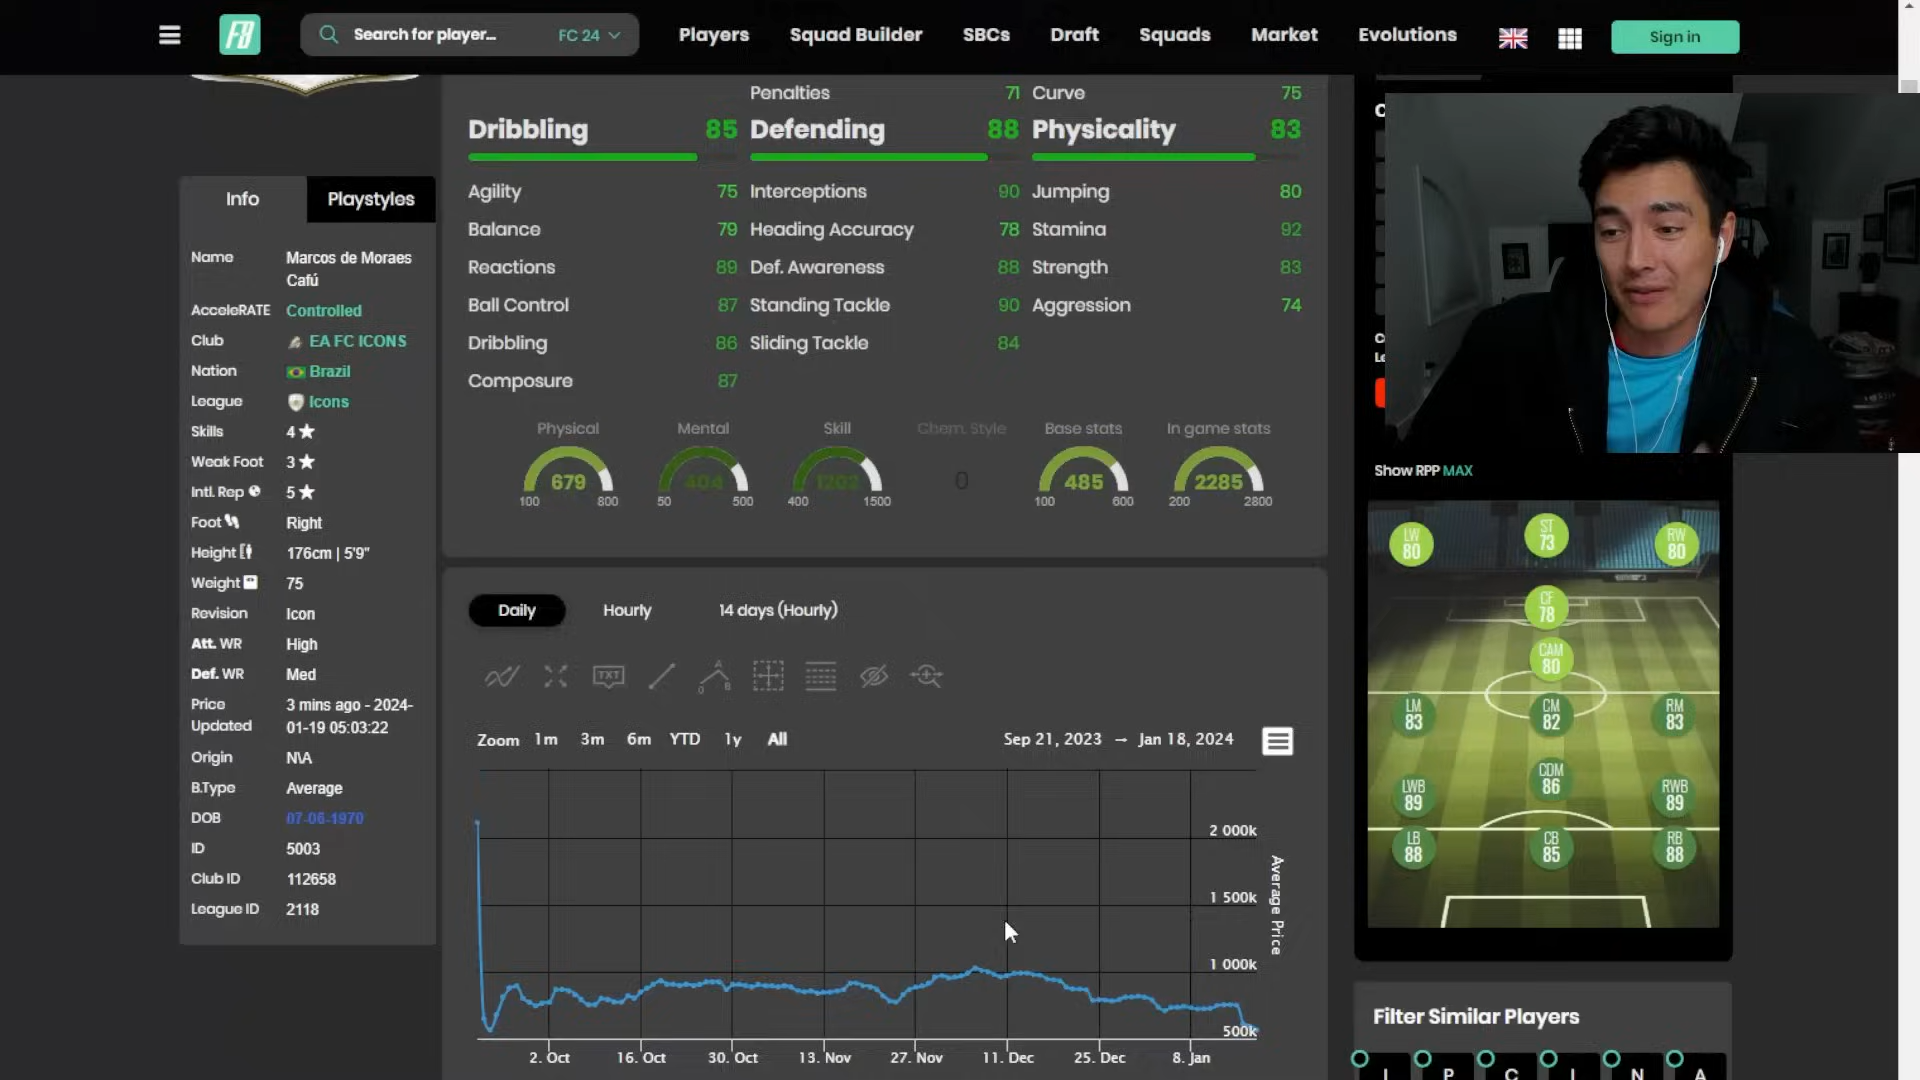 Search for player...
FC 24
Players
Squad Builder
SBCs
Draft
Squads
Market
Evolutions
Sign in
Penalties 71
Curve 75
Dribbling 85
Defending 88
Physicality 83
Agility 75
Interceptions 90
Jumping 80
Balance 79
Heading Accuracy 78
Stamina 92
Reactions 89
Def. Awareness 88
Strength 83
Ball Control 87
Standing Tackle 90
Aggression 74
Dribbling 86
Sliding Tackle 84
Composure 87
Physical
679
100 800
Mental
404
50 500
Skill
1202
400 1500
Chem. Style
0
Base stats
485
100 600
In game stats
2285
200 2800
Info
Playstyles
Name Marcos de Moraes
Cafú
AcceleRATE Controlled
Club EA FC ICONS
Nation Brazil
League Icons
Skills 4
Weak Foot 3
Intl. Rep 5
Foot Right
Height 176cm | 5'9"
Weight 75
Revision Icon
Att. WR High
Def. WR Med
Price 3 mins ago - 2024-
Updated 01-19 05:03:22
Origin N\A
B.Type Average
DOB 07-06-1970
ID 5003
Club ID 112658
League ID 2118
Daily
Hourly
14 days (Hourly)
TXT
Zoom 1m 3m 6m YTD 1y All
Sep 21, 2023 → Jan 18, 2024
2 000k
1 500k
1 000k
500k
Average Price
2. Oct
16. Oct
30. Oct
13. Nov
27. Nov
11. Dec
25. Dec
8. Jan
Show RPP MAX
LW
80
ST
73
RW
80
CF
78
CAM
80
LM
83
CM
82
RM
83
CDM
86
LWB
89
RWB
89
LB
88
CB
85
RB
88
Filter Similar Players